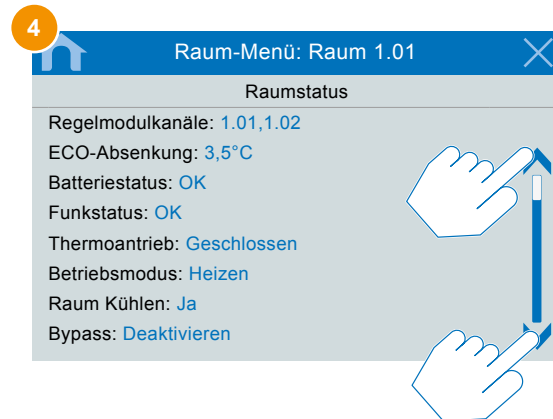 4
Raum-Menü: Raum 1.01
Raumstatus
Regelmodulkanäle: 1.01,1.02
ECO-Absenkung: 3,5°C
Batteriestatus: OK
Funkstatus: OK
Thermoantrieb: Geschlossen
Betriebsmodus: Heizen
Raum Kühlen: Ja
Bypass: Deaktivieren